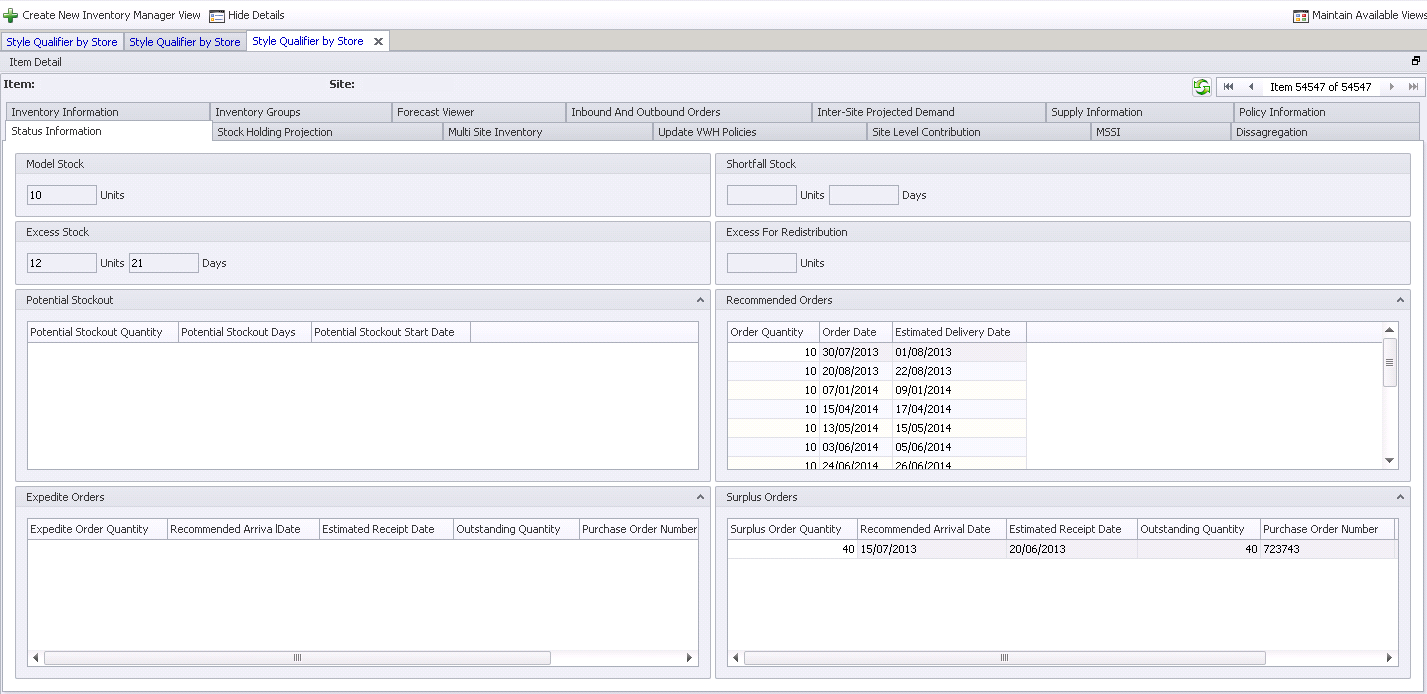 Create New Inventory Manager View Hide Details Maintain Available Views
Style Qualifier by Store Style Qualifier by Store Style Qualifier by Store
Item Detail
Item: Site: Item 54547 of 54547
Inventory Information Inventory Groups Forecast Viewer Inbound And Outbound Orders Inter-Site Projected Demand Supply Information Policy Information
Status Information Stock Holding Projection Multi Site Inventory Update VWH Policies Site Level Contribution MSSI Dissagregation
Model Stock
10 Units
Shortfall Stock
Units Days
Excess Stock
12 Units 21 Days
Excess For Redistribution
Units
Potential Stockout
Potential Stockout Quantity Potential Stockout Days Potential Stockout Start Date
Recommended Orders
Order Quantity Order Date Estimated Delivery Date
10 30/07/2013 01/08/2013
10 20/08/2013 22/08/2013
10 07/01/2014 09/01/2014
10 15/04/2014 17/04/2014
10 13/05/2014 15/05/2014
10 03/06/2014 05/06/2014
10 24/06/2014 26/06/2014
Expedite Orders
Expedite Order Quantity Recommended ArrivalDate Estimated Receipt Date Outstanding Quantity Purchase Order Number
Surplus Orders
Surplus Order Quantity Recommended Arrival Date Estimated Receipt Date Outstanding Quantity Purchase Order Number
40 15/07/2013 20/06/2013 40 723743